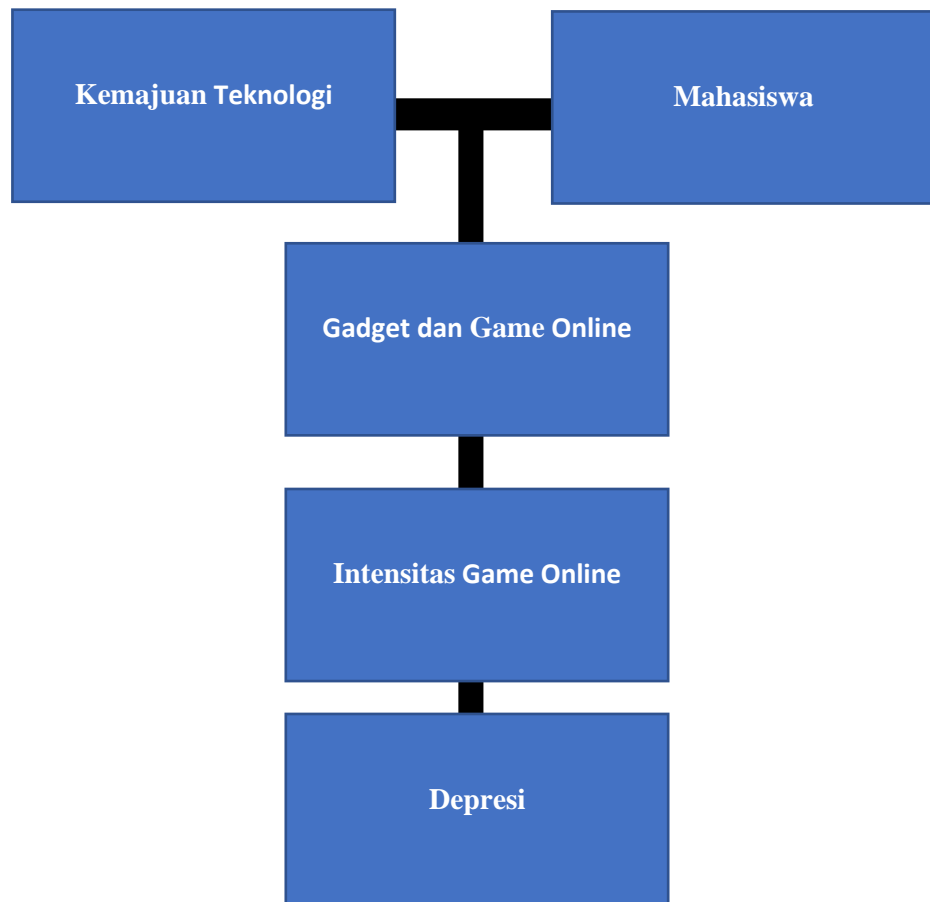 Kemajuan Teknologi
Mahasiswa
Gadget dan Game Online
Intensitas Game Online
Depresi